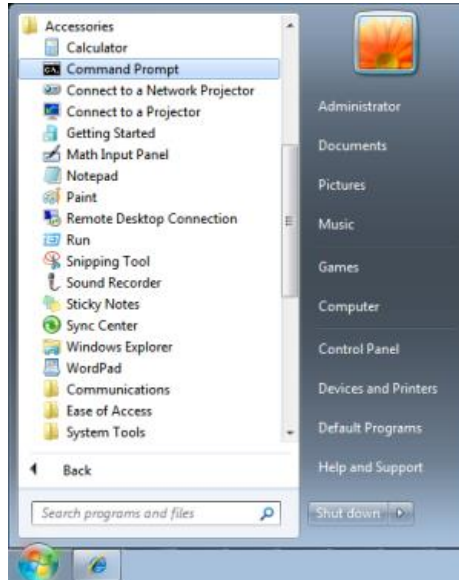 Accessories
Calculator
Command Prompt
Connect to a Network Projector
Connect to a Projector
Getting Started
Math Input Panel
Notepad
Paint
Remote Desktop Connection
Run
Snipping Tool
Sound Recorder
Sticky Notes
Sync Center
Windows Explorer
WordPad
Communications
Ease of Access
System Tools
Back
Search programs and files
Administrator
Documents
Pictures
Music
Games
Computer
Control Panel
Devices and Printers
Default Programs
Help and Support
Shut down